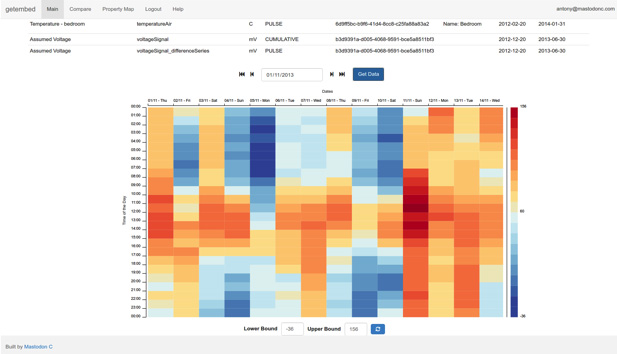 getembed Main Compare Property Map Logout Help antony@mastodonc.com
Temperature - bedroom temperatureAir C PULSE 6d9ff5bc-b9f6-41d4-8cc8-c25fa88a83a2 Name: Bedroom 2012-02-20 2014-01-31
Assumed Voltage voltageSignal mV CUMULATIVE b3d9391a-d005-4068-9591-bce5a8511bf3 2012-12-20 2013-06-30
Assumed Voltage voltageSignal_differenceSeries mV PULSE b3d9391a-d005-4068-9591-bce5a8511bf3 2012-12-20 2013-06-30
01/11/2013 Get Data
Dates
01/11 - Thu 02/11 - Fri 03/11 - Sat 04/11 - Sun 05/11 - Mon 06/11 - Tue 07/11 - Wed 08/11 - Thu 09/11 - Fri 10/11 - Sat 11/11 - Sun 12/11 - Mon 13/11 - Tue 14/11 - Wed
00:00
01:00
02:00
03:00
04:00
05:00
06:00
07:00
08:00
09:00
10:00
11:00
12:00
13:00
14:00
15:00
16:00
17:00
18:00
19:00
20:00
21:00
22:00
23:00
00:00
Time of the Day
156
60
-36
Lower Bound -36 Upper Bound 156
Built by Mastodon C